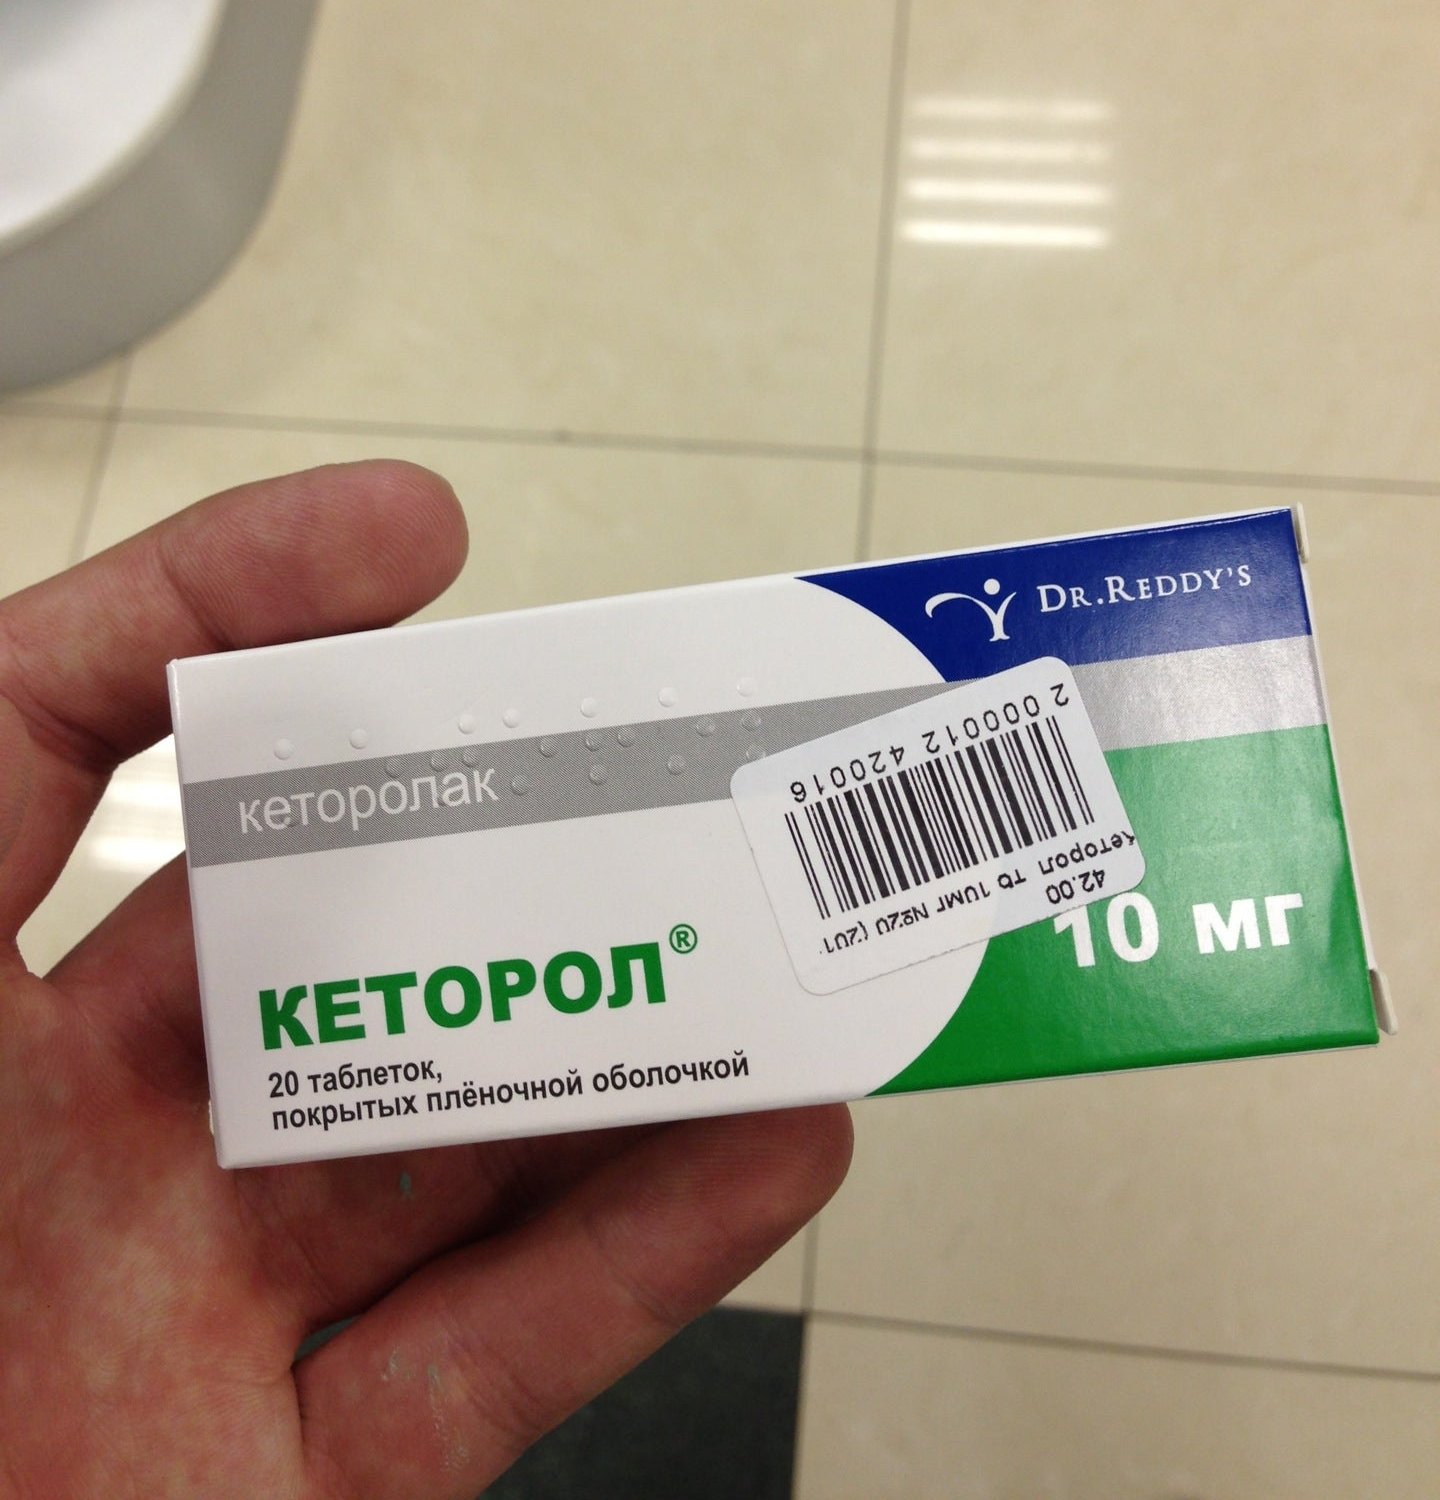 Dr.Reddy's
кеторолак
2 000012 420016
Кеторол тб 10мг №20 (20
42.00
КЕТОРОЛ®
10 мг
20 таблеток,
покрытых плёночной оболочкой